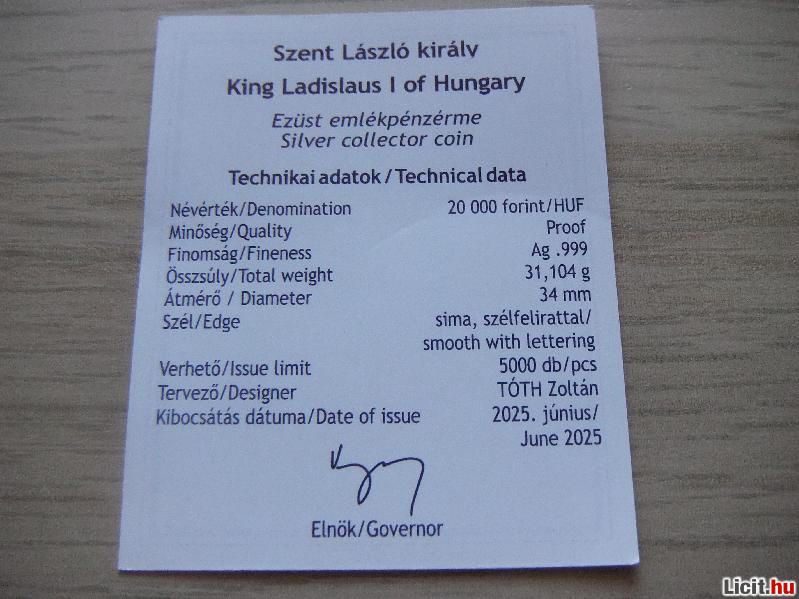 Szent László király
King Ladislaus I of Hungary
Ezüst emlékpénzérme
Silver collector coin
Technikai adatok / Technical data
Névérték/Denomination 20 000 forint/HUF
Minőség/Quality Proof
Finomság/Fineness Ag .999
Összsúly/Total weight 31,104 g
Átmérő / Diameter 34 mm
Szél/Edge sima, szélfelirattal/
smooth with lettering
Verhető/Issue limit 5000 db/pcs
Tervező/Designer TÓTH Zoltán
Kibocsátás dátuma/Date of issue 2025. június/
June 2025
Elnök/Governor
Licit.hu